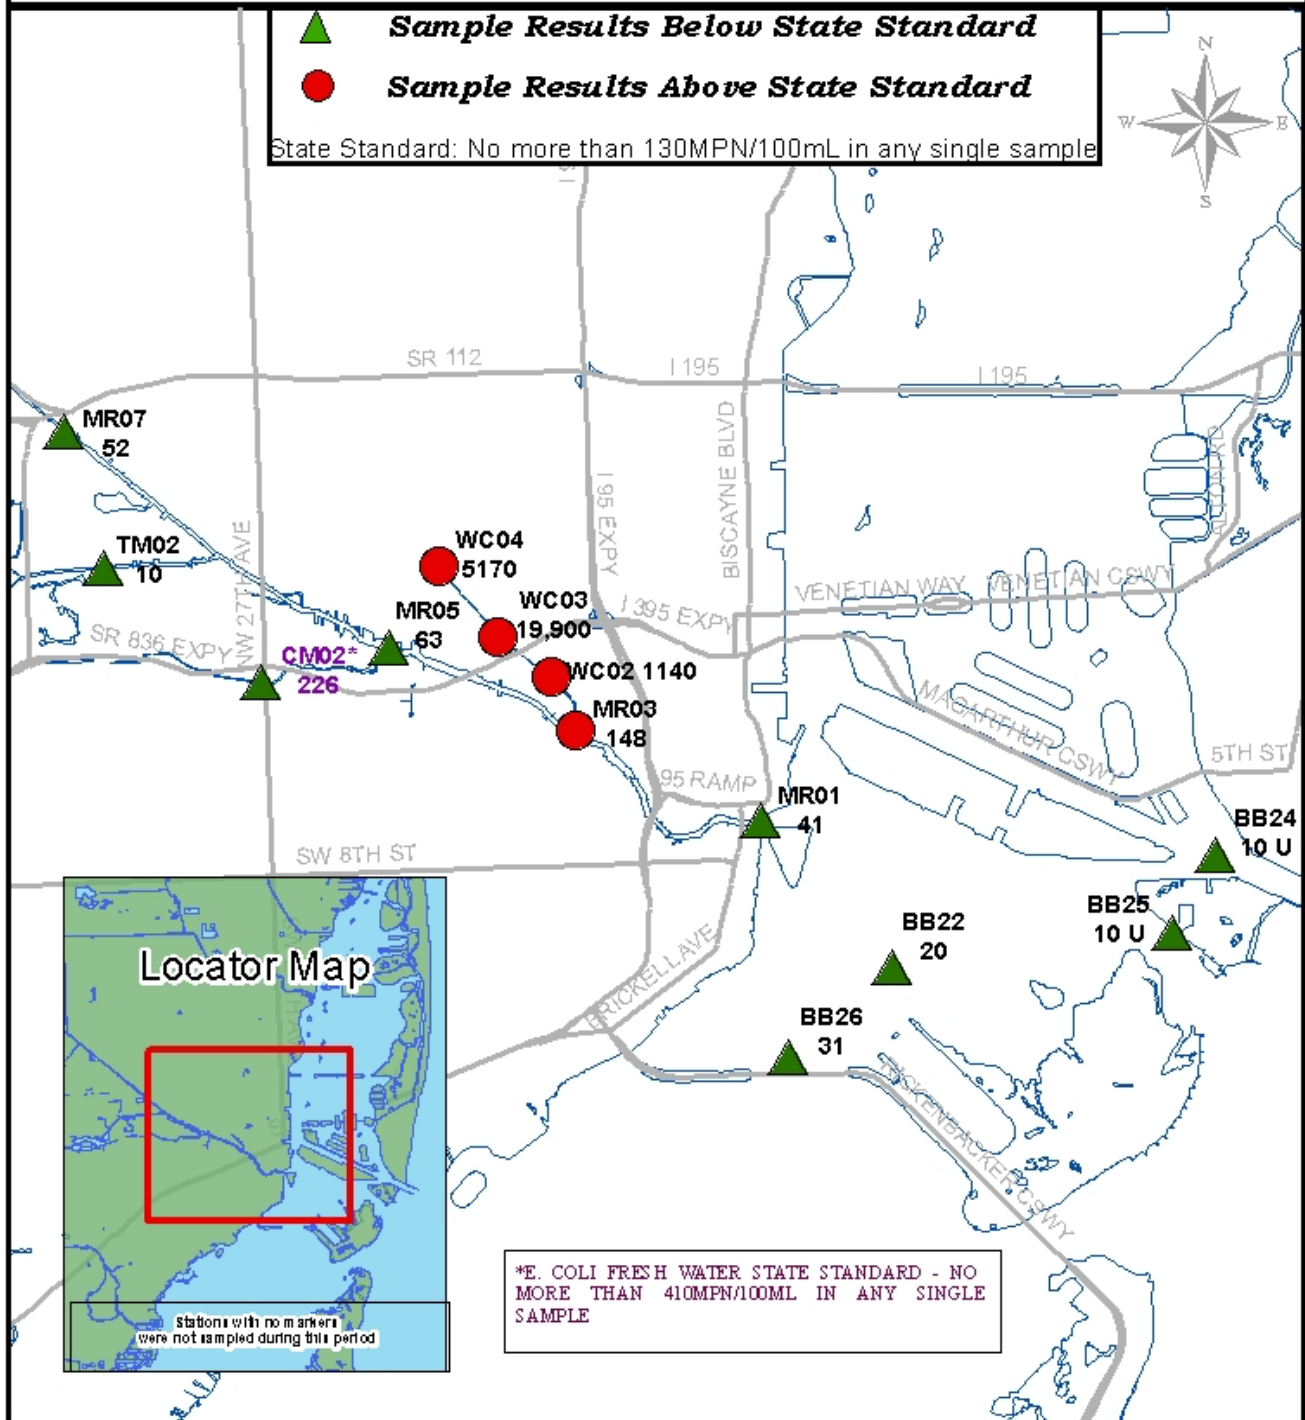 Sample Results Below State Standard
Sample Results Above State Standard
State Standard: No more than 130MPN/100mL in any single sample
N
W
E
S
SR 112
I 195
I 195
MR07
52
BISCAYNE BLVD
I 95 EXPY
NW 27TH AVE
TM02
10
WC04
5170
WC03
19,900
MR05
63
I 395 EXPY
VENETIAN WAY
VENETIAN CSWY
SR 836 EXPY
CM02*
226
WC02 1140
MR03
148
MACARTHUR CSWY
5TH ST
95 RAMP
MR01
41
BB24
10 U
SW 8TH ST
BB25
10 U
BB22
20
BRICKELL AVE
BB26
31
Locator Map
RICKENBACKER CSWY
*E. COLI FRESH WATER STATE STANDARD - NO
MORE THAN 410MPN/100ML IN ANY SINGLE
SAMPLE
Stations with no markers
were not sampled during this period